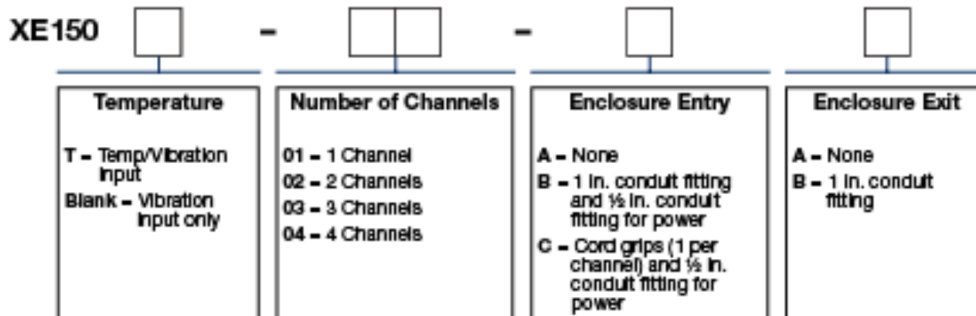 XE150 - -
Temperature
T – Temp/Vibration
Input
Blank – Vibration
Input only
Number of Channels
01 – 1 Channel
02 – 2 Channels
03 – 3 Channels
04 – 4 Channels
Enclosure Entry
A – None
B – 1 in. conduit fitting
and ½ in. conduit
fitting for power
C – Cord grips (1 per
channel) and ½ in.
conduit fitting for
power
Enclosure Exit
A – None
B – 1 in. conduit
fitting